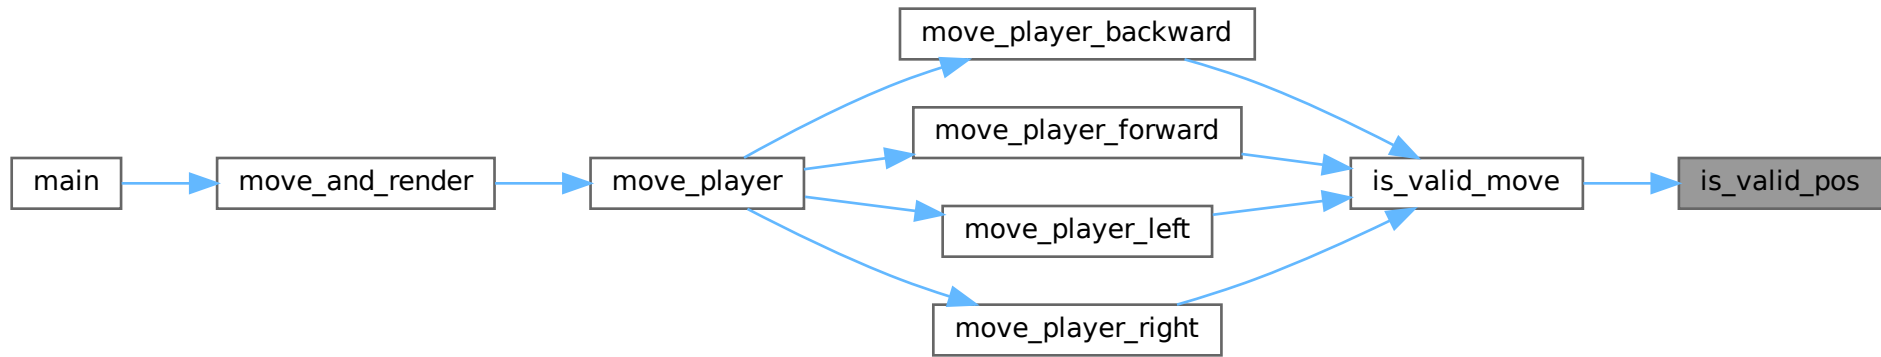 main
move_and_render
move_player
move_player_backward
move_player_forward
move_player_left
move_player_right
is_valid_move
is_valid_pos